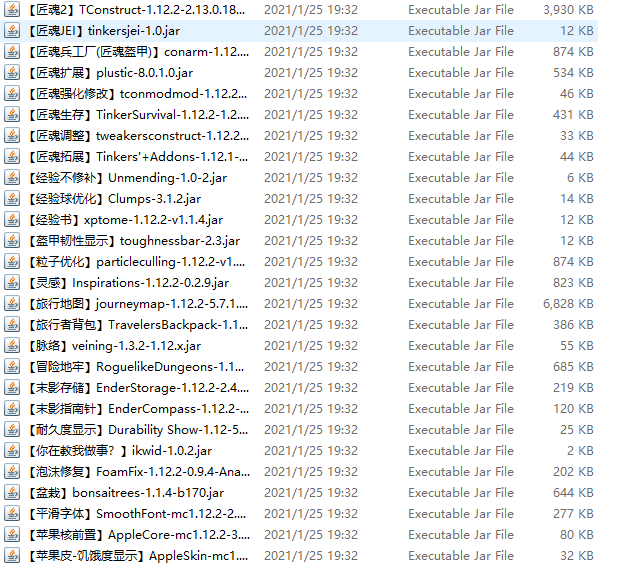 【匠魂2】TConstruct-1.12.2-2.13.0.18... 2021/1/25 19:32 Executable Jar File 3,930 KB
【匠魂JEI】tinkersjei-1.0.jar 2021/1/25 19:32 Executable Jar File 12 KB
【匠魂兵工厂(匠魂盔甲)】conarm-1.12.... 2021/1/25 19:32 Executable Jar File 874 KB
【匠魂扩展】plustic-8.0.1.0.jar 2021/1/25 19:32 Executable Jar File 534 KB
【匠魂强化修改】tconmodmod-1.12.2... 2021/1/25 19:32 Executable Jar File 46 KB
【匠魂生存】TinkerSurvival-1.12.2-1.2... 2021/1/25 19:32 Executable Jar File 431 KB
【匠魂调整】tweakersconstruct-1.12.2... 2021/1/25 19:32 Executable Jar File 33 KB
【匠魂拓展】Tinkers'+Addons-1.12.1-... 2021/1/25 19:32 Executable Jar File 44 KB
【经验不修补】Unmending-1.0-2.jar 2021/1/25 19:32 Executable Jar File 6 KB
【经验球优化】Clumps-3.1.2.jar 2021/1/25 19:32 Executable Jar File 14 KB
【经验书】xptome-1.12.2-v1.1.4.jar 2021/1/25 19:32 Executable Jar File 12 KB
【盔甲韧性显示】toughnessbar-2.3.jar 2021/1/25 19:32 Executable Jar File 12 KB
【粒子优化】particleculling-1.12.2-v1.... 2021/1/25 19:32 Executable Jar File 874 KB
【灵感】Inspirations-1.12.2-0.2.9.jar 2021/1/25 19:32 Executable Jar File 823 KB
【旅行地图】journeymap-1.12.2-5.7.1.... 2021/1/25 19:32 Executable Jar File 6,828 KB
【旅行者背包】TravelersBackpack-1.1... 2021/1/25 19:32 Executable Jar File 386 KB
【脉络】veining-1.3.2-1.12.x.jar 2021/1/25 19:32 Executable Jar File 55 KB
【冒险地牢】RoguelikeDungeons-1.1... 2021/1/25 19:32 Executable Jar File 685 KB
【末影存储】EnderStorage-1.12.2-2.4.... 2021/1/25 19:32 Executable Jar File 219 KB
【末影指南针】EnderCompass-1.12.2-... 2021/1/25 19:32 Executable Jar File 120 KB
【耐久度显示】Durability Show-1.12-5... 2021/1/25 19:32 Executable Jar File 25 KB
【你在教我做事？】ikwid-1.0.2.jar 2021/1/25 19:32 Executable Jar File 2 KB
【泡沫修复】FoamFix-1.12.2-0.9.4-Ana... 2021/1/25 19:32 Executable Jar File 202 KB
【盆栽】bonsaitrees-1.1.4-b170.jar 2021/1/25 19:32 Executable Jar File 644 KB
【平滑字体】SmoothFont-mc1.12.2-2.... 2021/1/25 19:32 Executable Jar File 277 KB
【苹果核前置】AppleCore-mc1.12.2-3.... 2021/1/25 19:32 Executable Jar File 80 KB
【苹果皮-饥饿度显示】AppleSkin-mc1.... 2021/1/25 19:32 Executable Jar File 32 KB